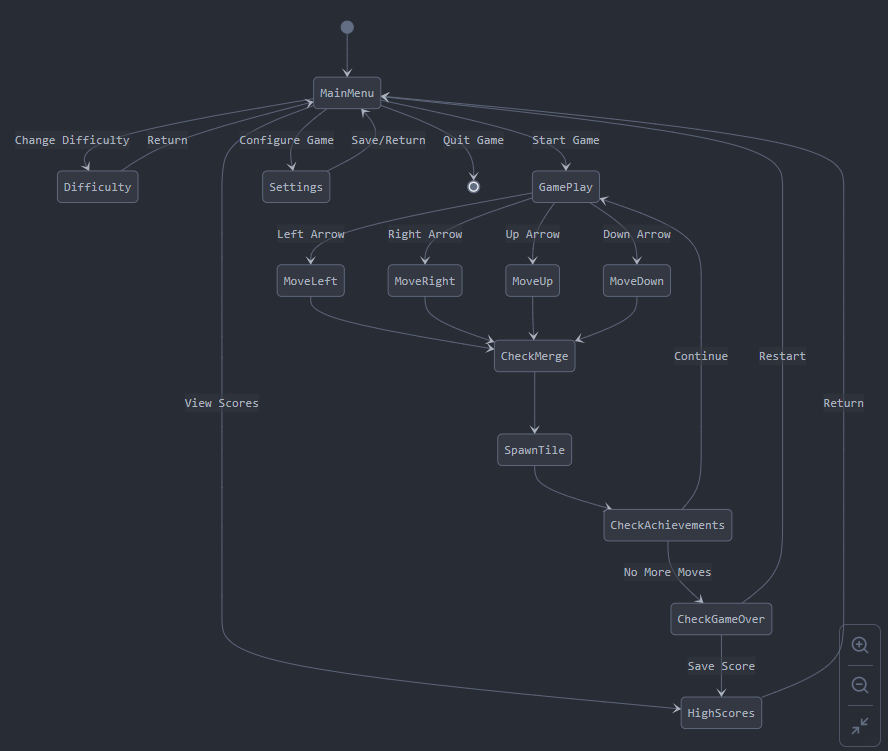 MainMenu
Change Difficulty
Return
Configure Game
Save/Return
Quit Game
Start Game
Difficulty
Settings
GamePlay
Left Arrow
Right Arrow
Up Arrow
Down Arrow
MoveLeft
MoveRight
MoveUp
MoveDown
CheckMerge
Continue
Restart
View Scores
Return
SpawnTile
CheckAchievements
No More Moves
CheckGameOver
Save Score
HighScores